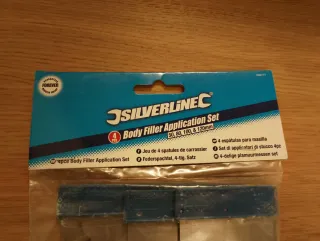 SILVERLINE
4
Body Filler Application Set
50, 80, 100, & 120mm
4pce Body Filler Application Set
Jeu de 4 spatules de carrossier
Federspachtel, 4-tlg. Satz
4 espátulas para masilla
Set di applicatori di stucco 4pz
4-delige plamuurmessen set